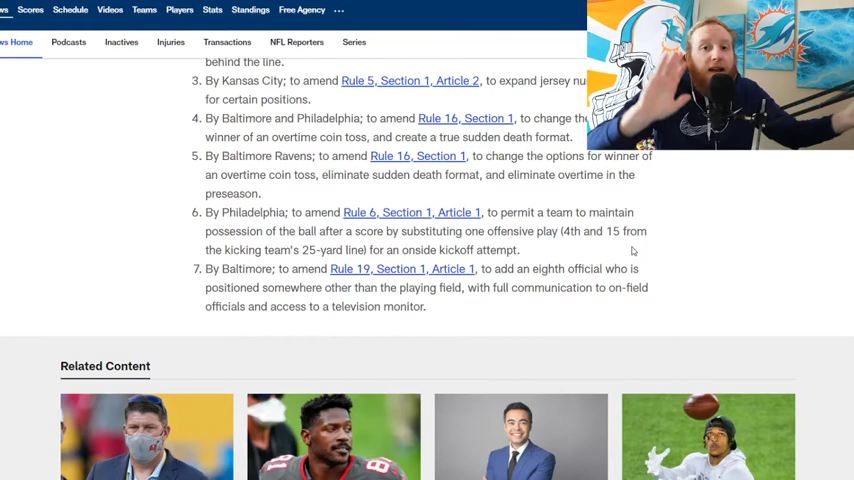 ws Scores Schedule Videos Teams Players Stats Standings Free Agency
ws Home Podcasts Inactives Injuries Transactions NFL Reporters Series
behind the line.
3. By Kansas City; to amend Rule 5, Section 1, Article 2, to expand jersey nu
for certain positions.
4. By Baltimore and Philadelphia; to amend Rule 16, Section 1, to change the
winner of an overtime coin toss, and create a true sudden death format.
5. By Baltimore Ravens; to amend Rule 16, Section 1, to change the options for winner of
an overtime coin toss, eliminate sudden death format, and eliminate overtime in the
preseason.
6. By Philadelphia; to amend Rule 6, Section 1, Article 1, to permit a team to maintain
possession of the ball after a score by substituting one offensive play (4th and 15 from
the kicking team's 25-yard line) for an onside kickoff attempt.
7. By Baltimore; to amend Rule 19, Section 1, Article 1, to add an eighth official who is
positioned somewhere other than the playing field, with full communication to on-field
officials and access to a television monitor.
Related Content